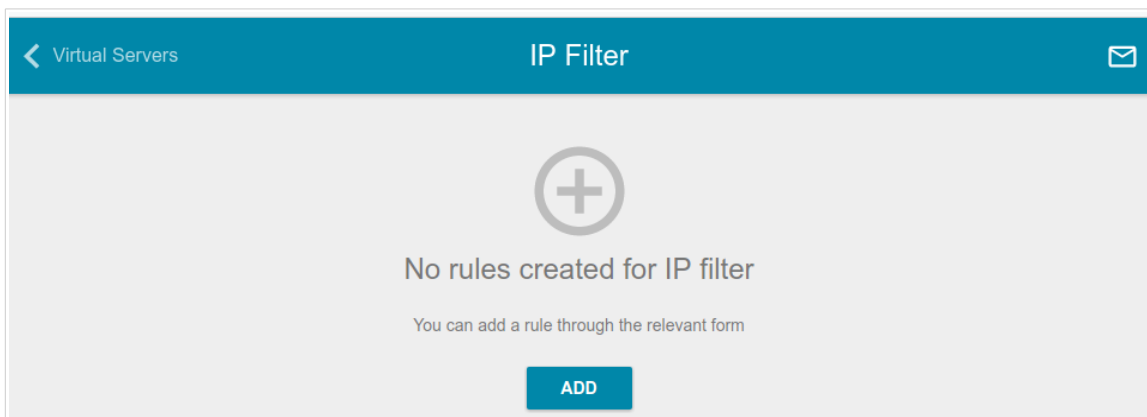 Virtual Servers
IP Filter
No rules created for IP filter
You can add a rule through the relevant form
ADD